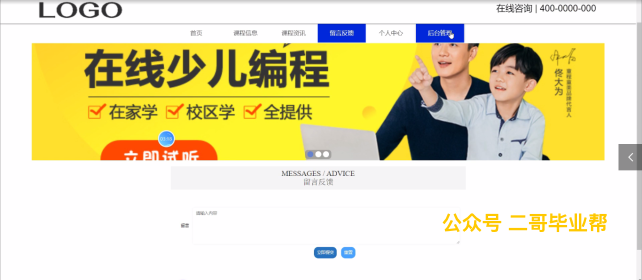 LOGO
在线咨询 | 400-0000-000
首页 课程信息 课程资讯 留言反馈 个人中心 后台管理
在线少儿编程
在家学 校区学 全提供
立即试听
佟大为
MESSAGES / ADVICE
留言反馈
请输入内容
留言
公众号 二哥毕业帮
立即提交 重置